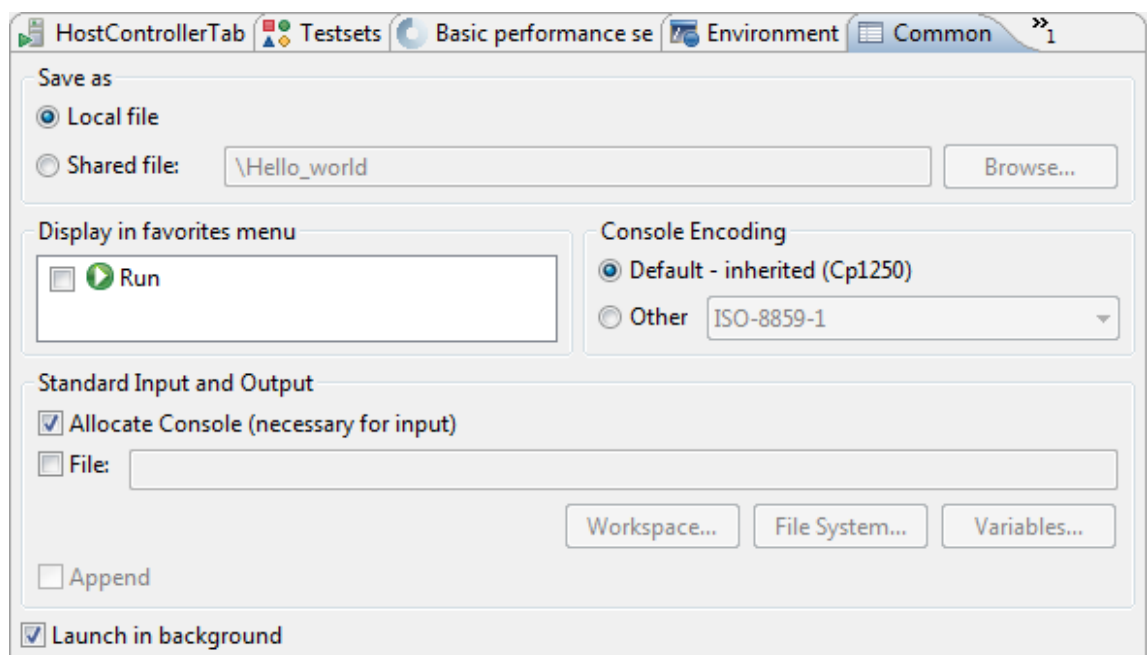 HostControllerTab Testsets Basic performance se Environment Common »1
Save as
Local file
Shared file: \Hello_world Browse...
Display in favorites menu
Run
Console Encoding
Default - inherited (Cp1250)
Other ISO-8859-1
Standard Input and Output
Allocate Console (necessary for input)
File:
Workspace... File System... Variables...
Append
Launch in background